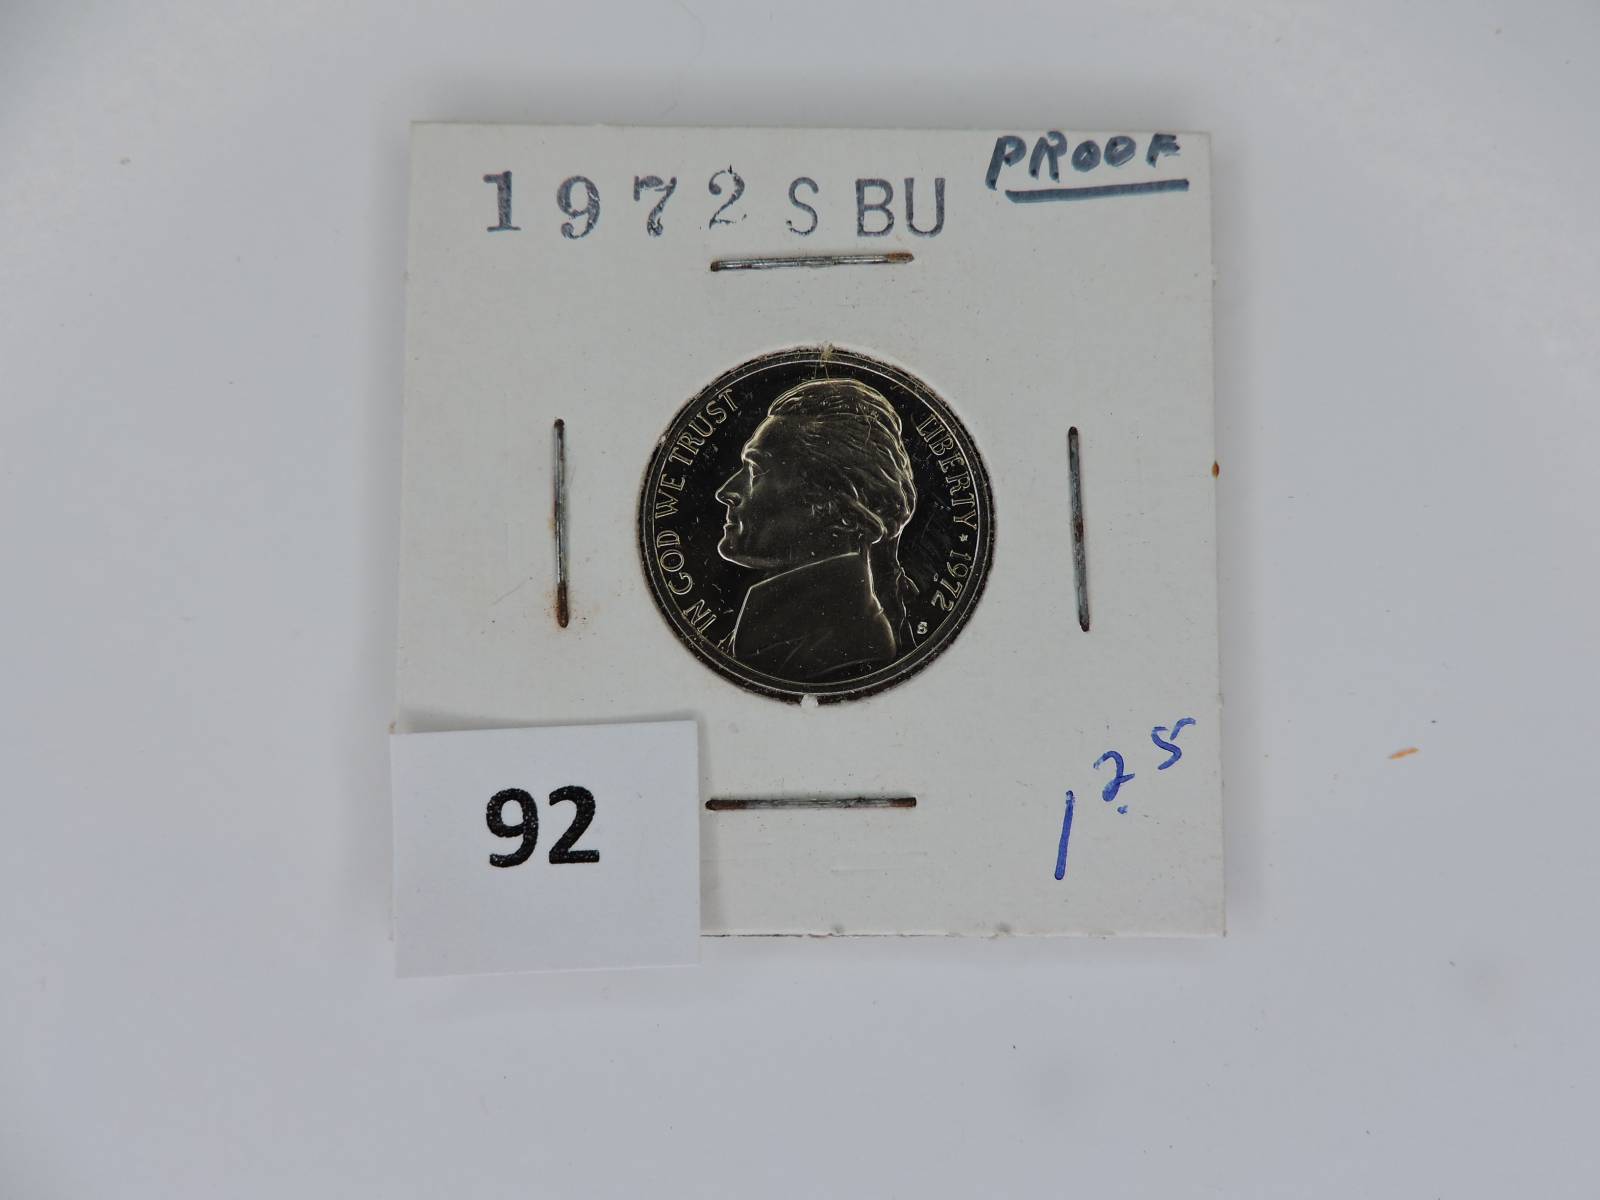 PROOF
1972 S BU
IN GOD WE TRUST
LIBERTY * 1972
S
92
1.25